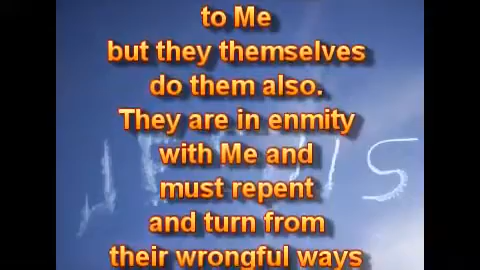 to Me
but they themselves
do them also.
They are in enmity
with Me and
must repent
and turn from
their wrongful ways
JESUS